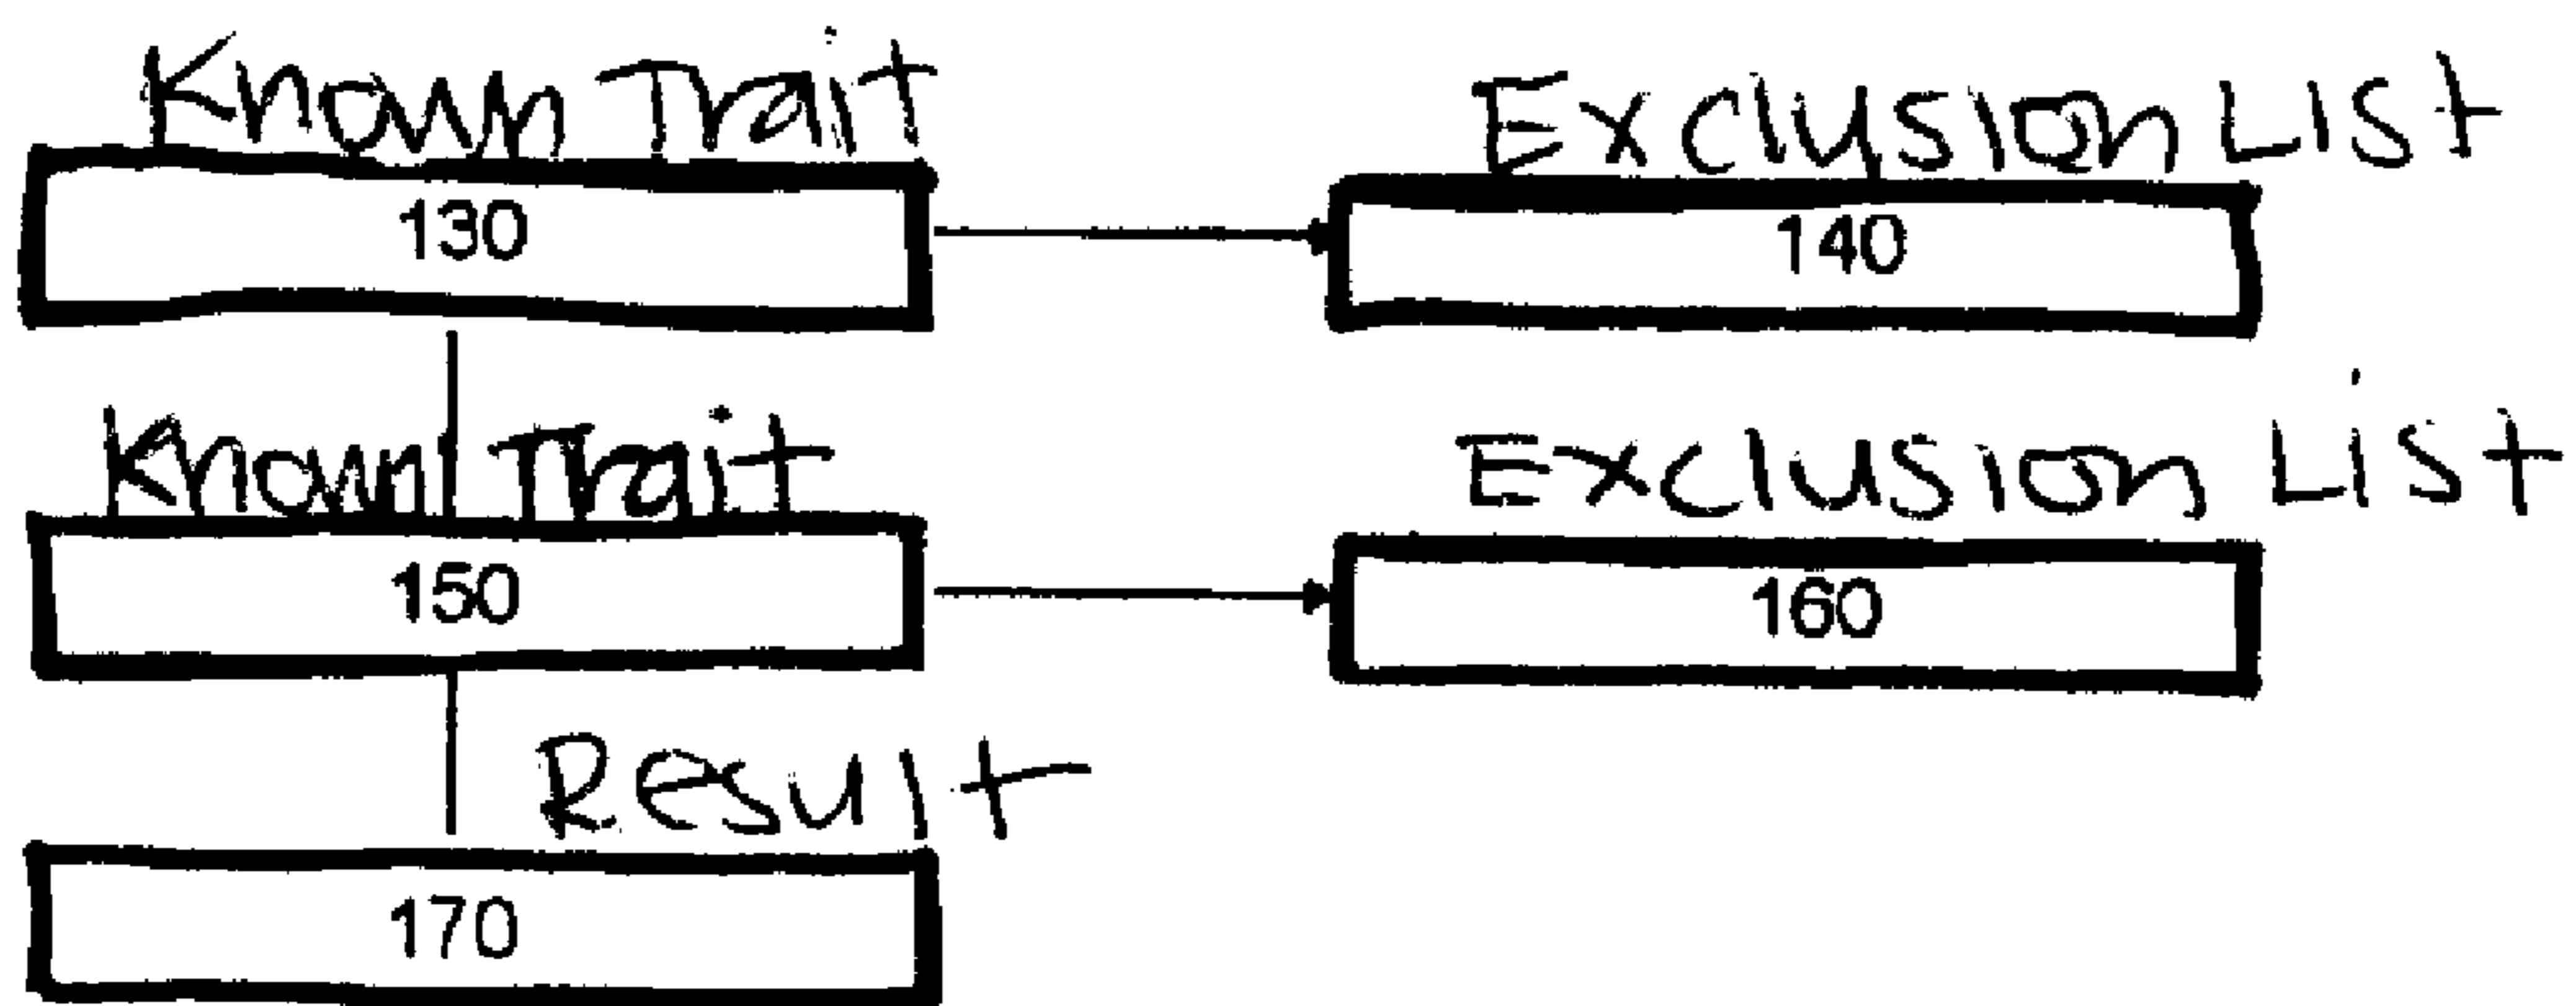 Known Trait
Exclusion List
130
140
Known Trait
Exclusion List
150
160
Result
170